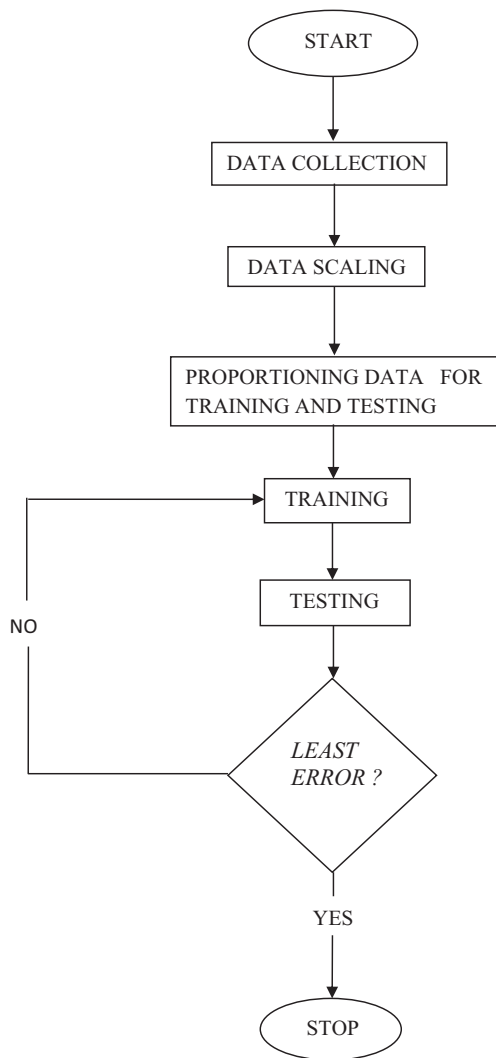 START
DATA COLLECTION
DATA SCALING
PROPORTIONING DATA FOR
TRAINING AND TESTING
TRAINING
TESTING
NO
LEAST
ERROR ?
YES
STOP